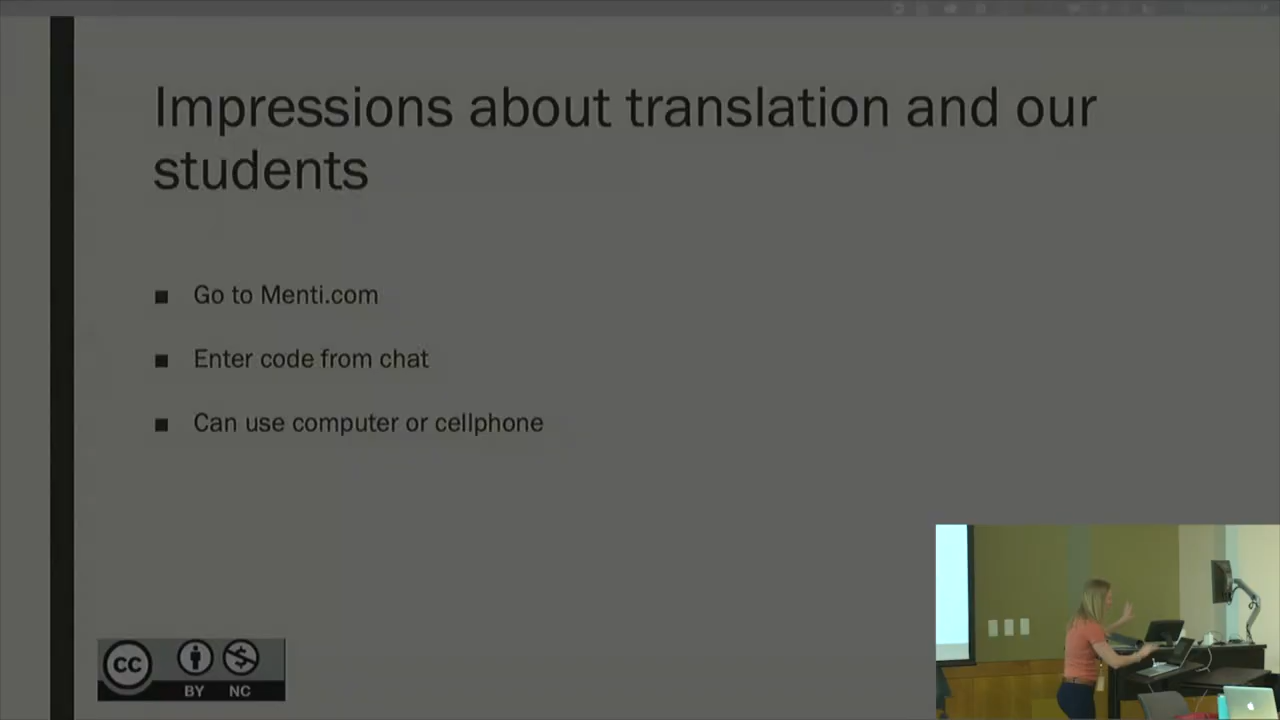 Impressions about translation and our
students
■ Go to Menti.com
■ Enter code from chat
■ Can use computer or cellphone
CC
BY NC